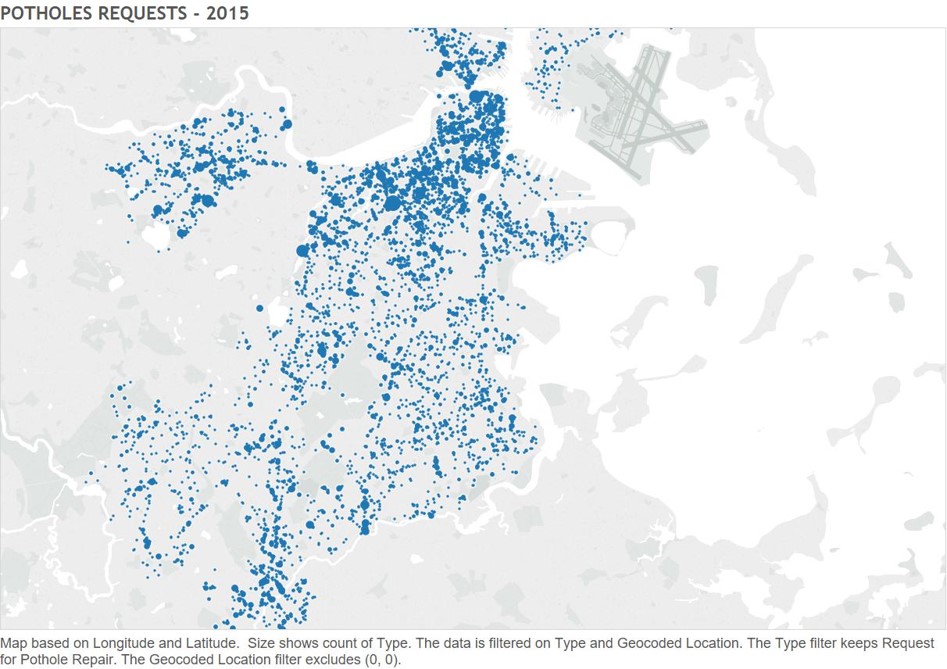 POTHOLES REQUESTS - 2015
Map based on Longitude and Latitude.  Size shows count of Type. The data is filtered on Type and Geocoded Location. The Type filter keeps Request
for Pothole Repair. The Geocoded Location filter excludes (0, 0).